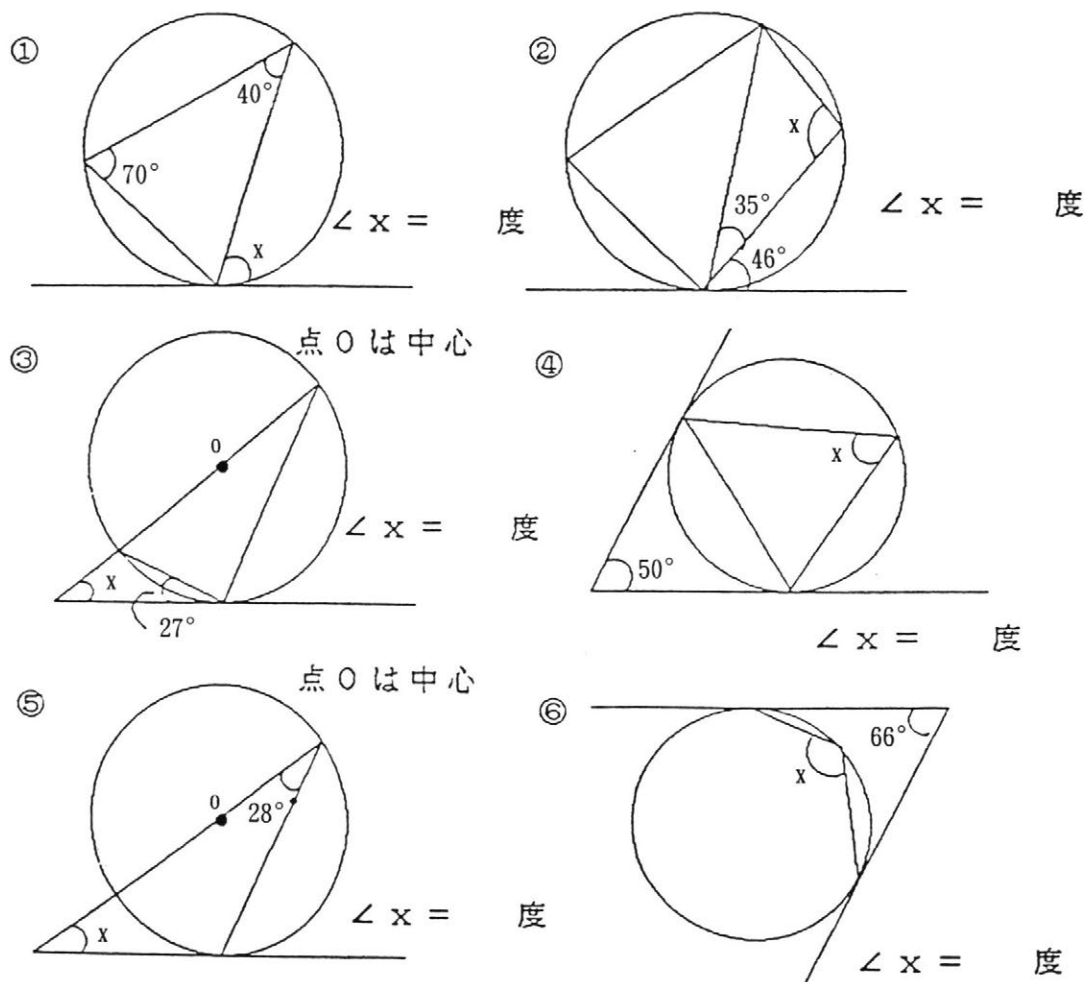 ①
40°
70°
x
∠x = 度
②
x
35°
46°
∠x = 度
③
点Oは中心
O
x
27°
∠x = 度
④
x
50°
∠x = 度
⑤
点Oは中心
O
28°
x
∠x = 度
⑥
66°
x
∠x = 度